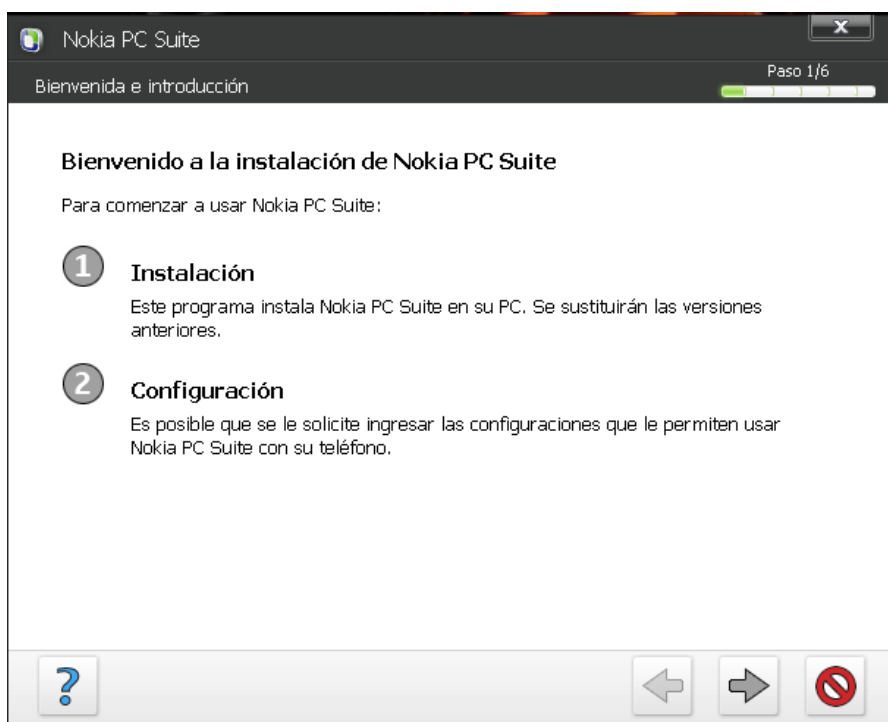 Nokia PC Suite
x
Bienvenida e introducción
Paso 1/6
Bienvenido a la instalación de Nokia PC Suite
Para comenzar a usar Nokia PC Suite:
1
Instalación
Este programa instala Nokia PC Suite en su PC. Se sustituirán las versiones
anteriores.
2
Configuración
Es posible que se le solicite ingresar las configuraciones que le permiten usar
Nokia PC Suite con su teléfono.
?